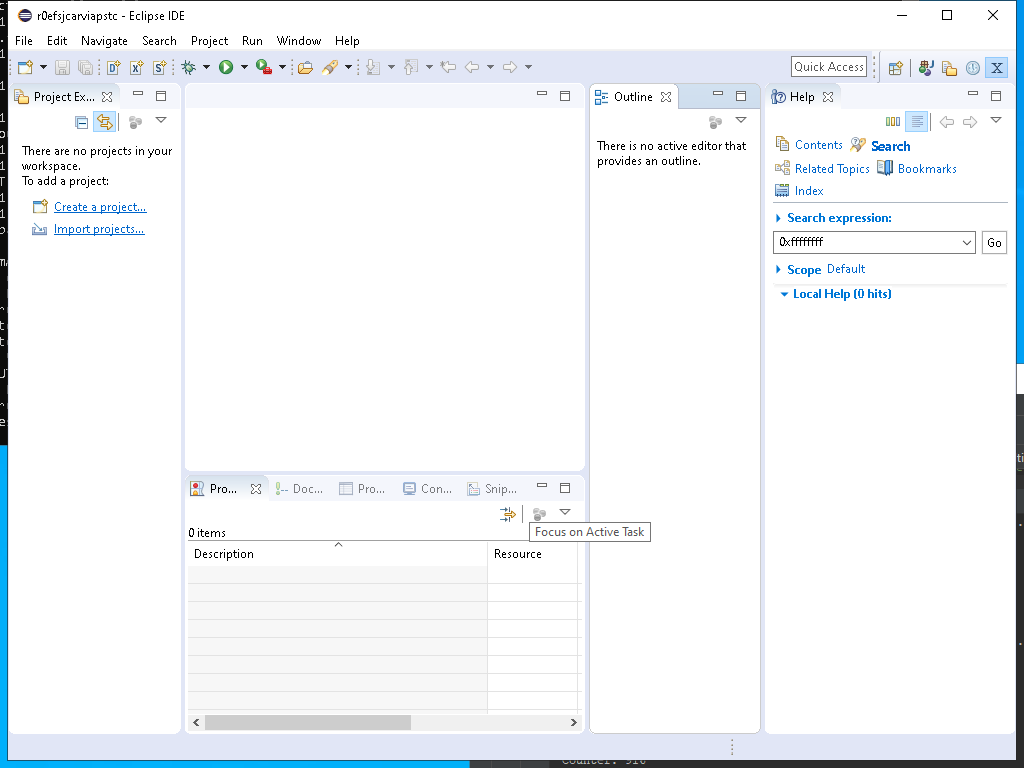 r0efsjcarviapstc - Eclipse IDE
File Edit Navigate Search Project Run Window Help
Quick Access
Project Ex...
Outline
Help
There are no projects in your
workspace.
To add a project:
Create a project...
Import projects...
There is no active editor that
provides an outline.
Contents Search
Related Topics Bookmarks
Index
Search expression:
0xffffffff
Go
Scope Default
Local Help (0 hits)
Pro... Doc... Pro... Con... Snip...
0 items
Focus on Active Task
Description Resource